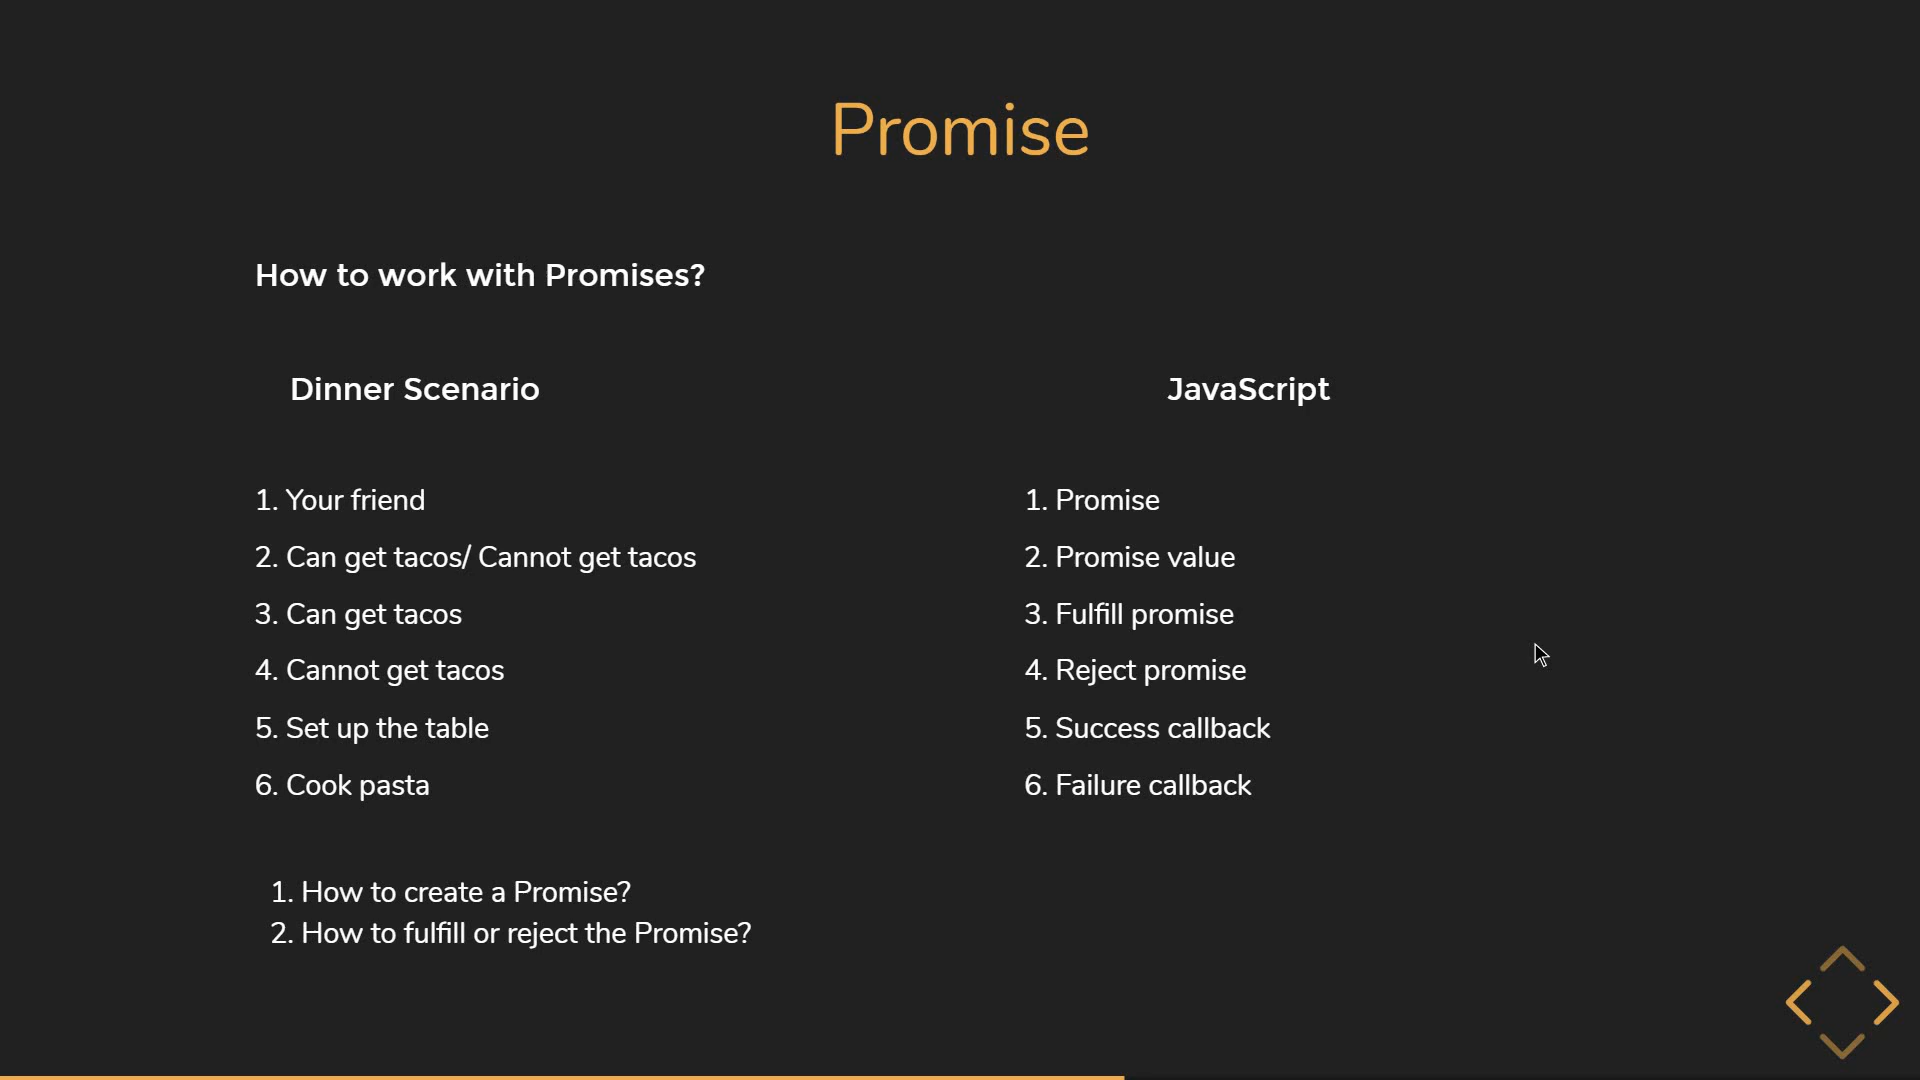 Promise
How to work with Promises?
Dinner Scenario
1. Your friend
2. Can get tacos/ Cannot get tacos
3. Can get tacos
4. Cannot get tacos
5. Set up the table
6. Cook pasta
JavaScript
1. Promise
2. Promise value
3. Fulfill promise
4. Reject promise
5. Success callback
6. Failure callback
1. How to create a Promise?
2. How to fulfill or reject the Promise?